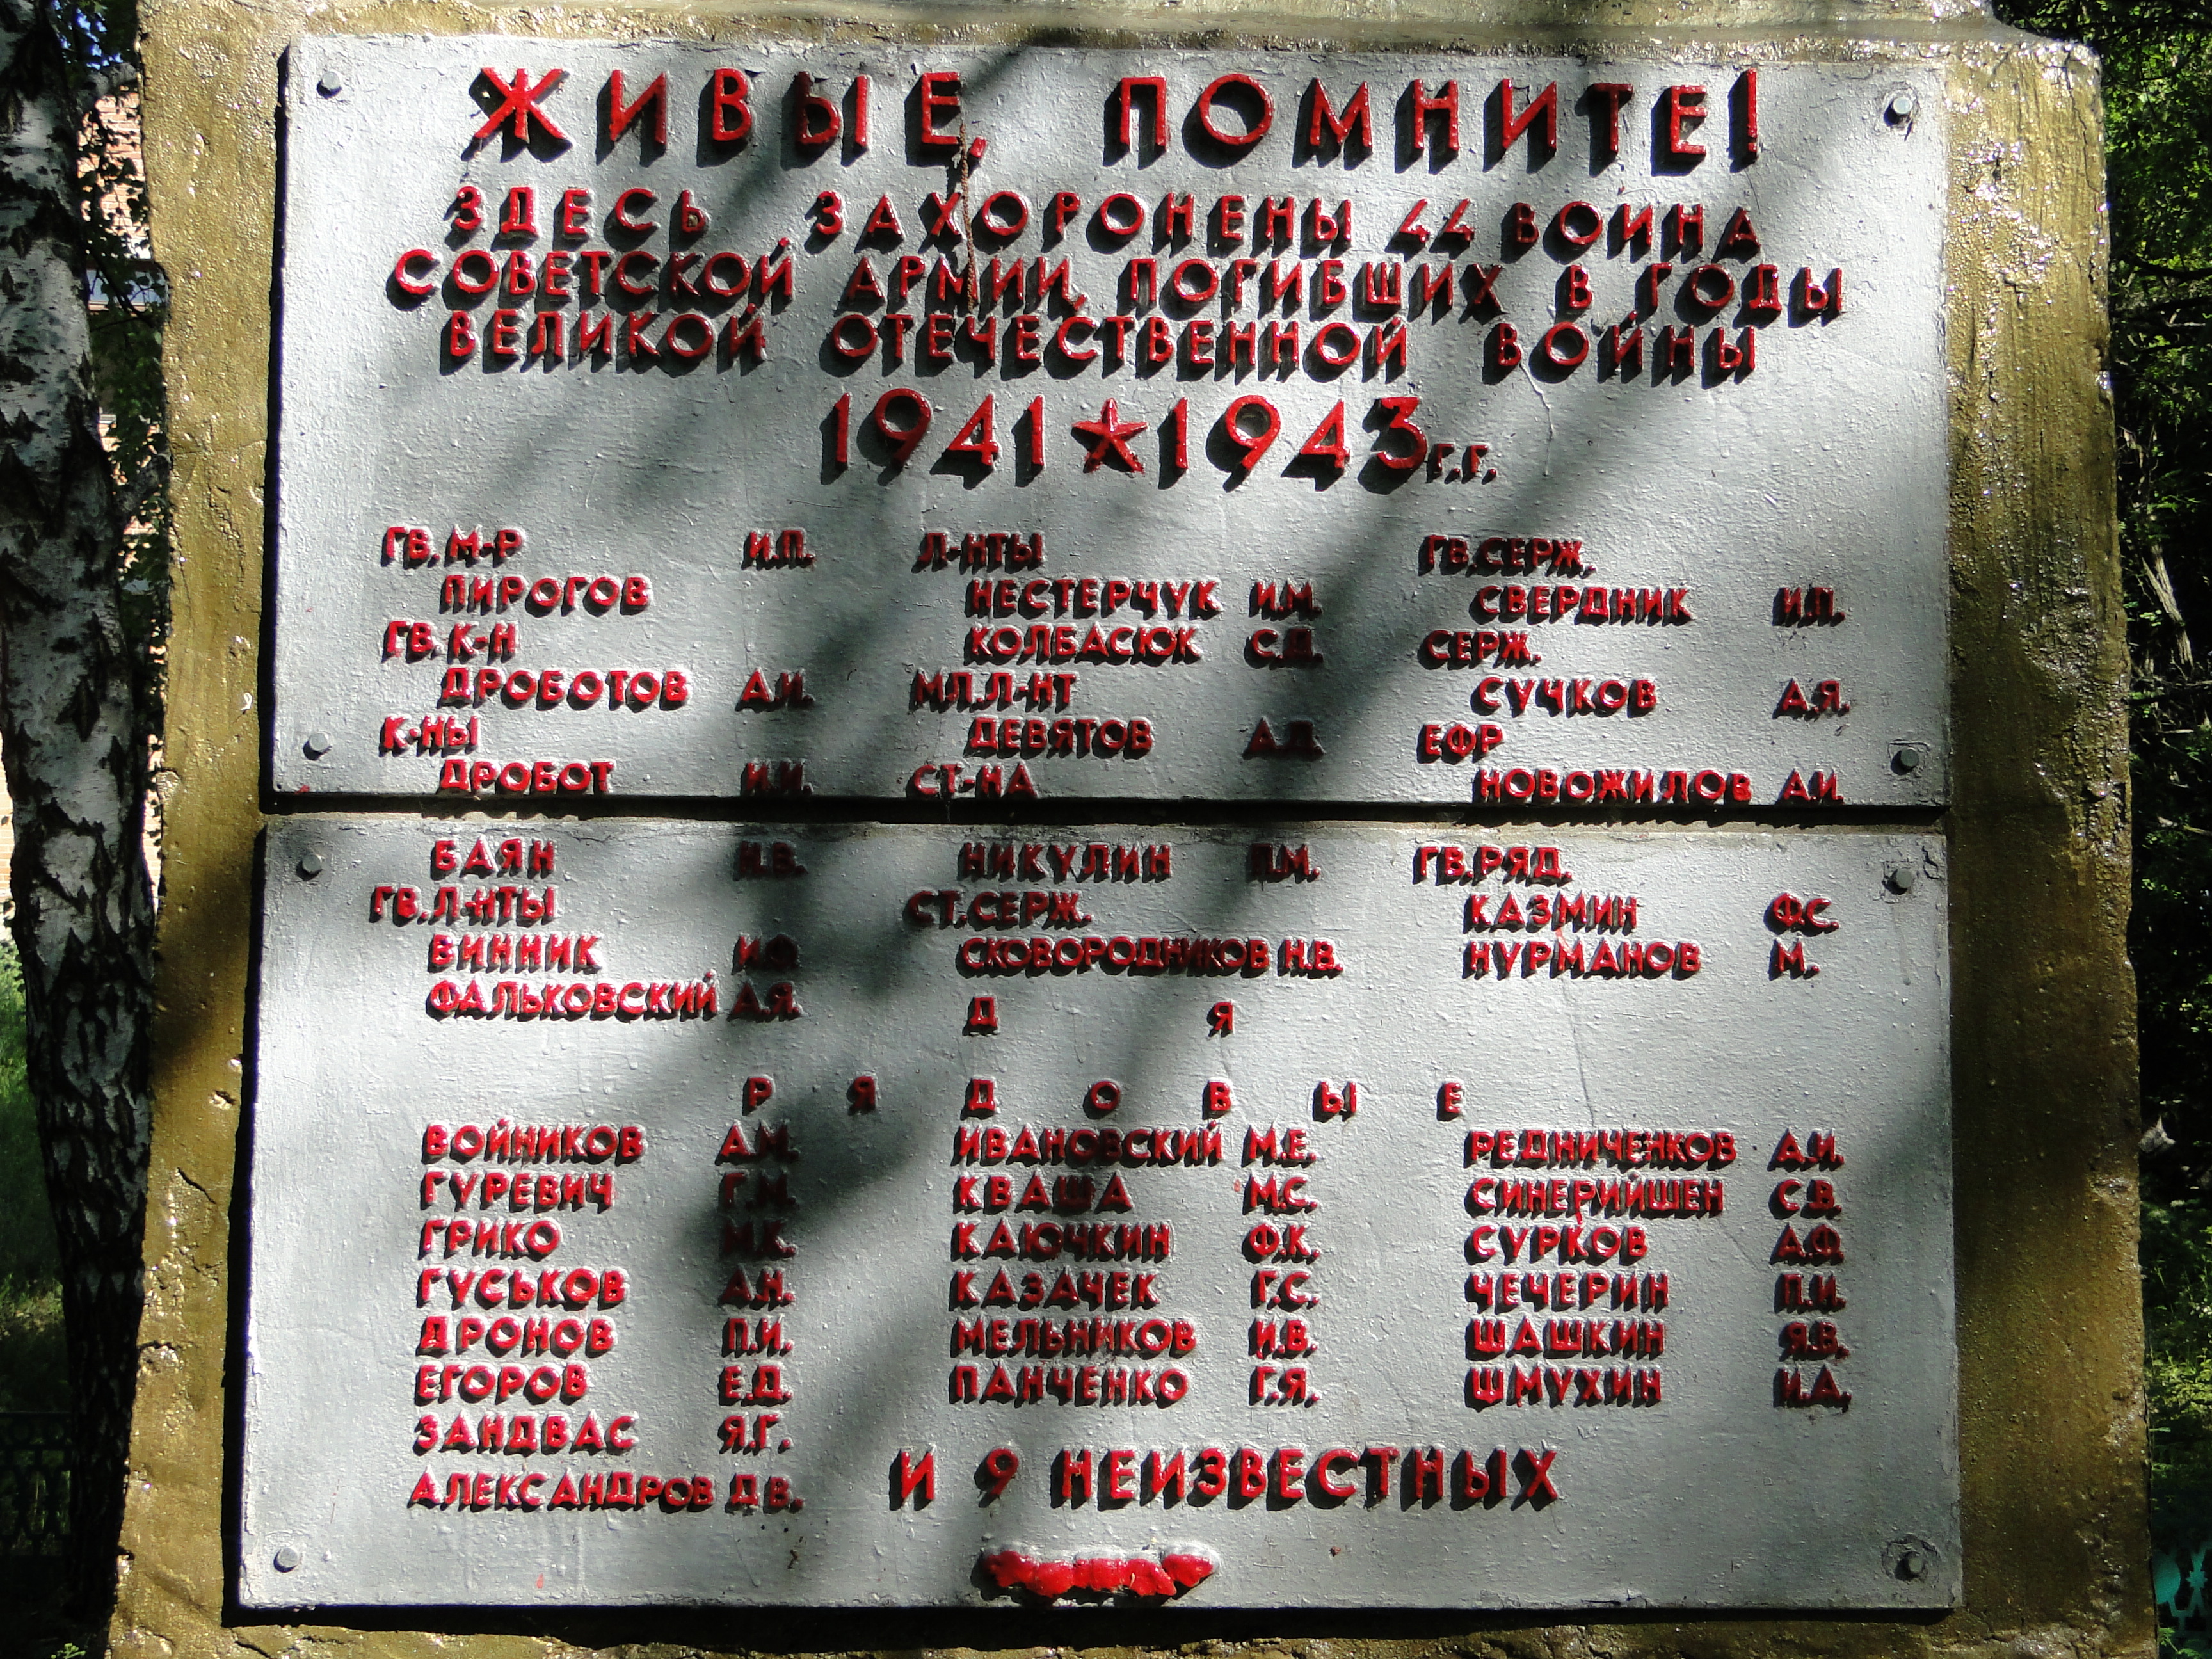 ЖИВЫЕ, ПОМНИТЕ!
ЗДЕСЬ ЗАХОРОНЕНЫ 44 ВОИНА
СОВЕТСКОЙ АРМИИ, ПОГИБШИХ В ГОДЫ
ВЕЛИКОЙ ОТЕЧЕСТВЕННОЙ ВОЙНЫ
1941★1943г.г.
ГВ. М-Р И.П.
ПИРОГОВ
ГВ. К-Н
ДРОБОТОВ А.И.
К-НЫ
ДРОБОТ И.И.
БАЯН Н.В.
ГВ. Л-НТЫ
БИННИК И.Ф.
ФАЛЬКОВСКИЙ А.Я.
Л-НТЫ
НЕСТЕРЧУК И.М.
КОЛБАСЮК С.Д.
МЛ.Л-НТ
ДЕВЯТОВ А.Д.
СТ-НА
НИКУЛИН П.М.
СТ.СЕРЖ.
СКОВОРОДНИКОВ Н.В.
Д Я
ГВ.СЕРЖ.
СВЕРДНИК И.П.
СЕРЖ.
СУЧКОВ А.Я.
ЕФР
НОВОЖИЛОВ А.И.
ГВ.РЯД.
КАЗМИН Ф.С.
НУРМАНОВ М.
Р Я Д О В Ы Е
ВОЙНИКОВ А.М.
ГУРЕВИЧ Г.М.
ГРИКО М.К.
ГУСЬКОВ А.Н.
ДРОНОВ П.И.
ЕГОРОВ Е.Д.
ЗАНДВАС Я.Г.
АЛЕКСАНДРОВ Д.В.
ИВАНОВСКИЙ М.Е.
КВАША М.С.
КАЮЧКИН Ф.К.
КАЗАЧЕК Г.С.
МЕЛЬНИКОВ И.В.
ПАНЧЕНКО Г.Я.
РЕДНИЧЕНКОВ А.И.
СИНЕРИЙШЕН С.В.
СУРКОВ А.Ф.
ЧЕЧЕРИН П.И.
ШАШКИН Я.В.
ШМУХИН И.А.
И 9 НЕИЗВЕСТНЫХ